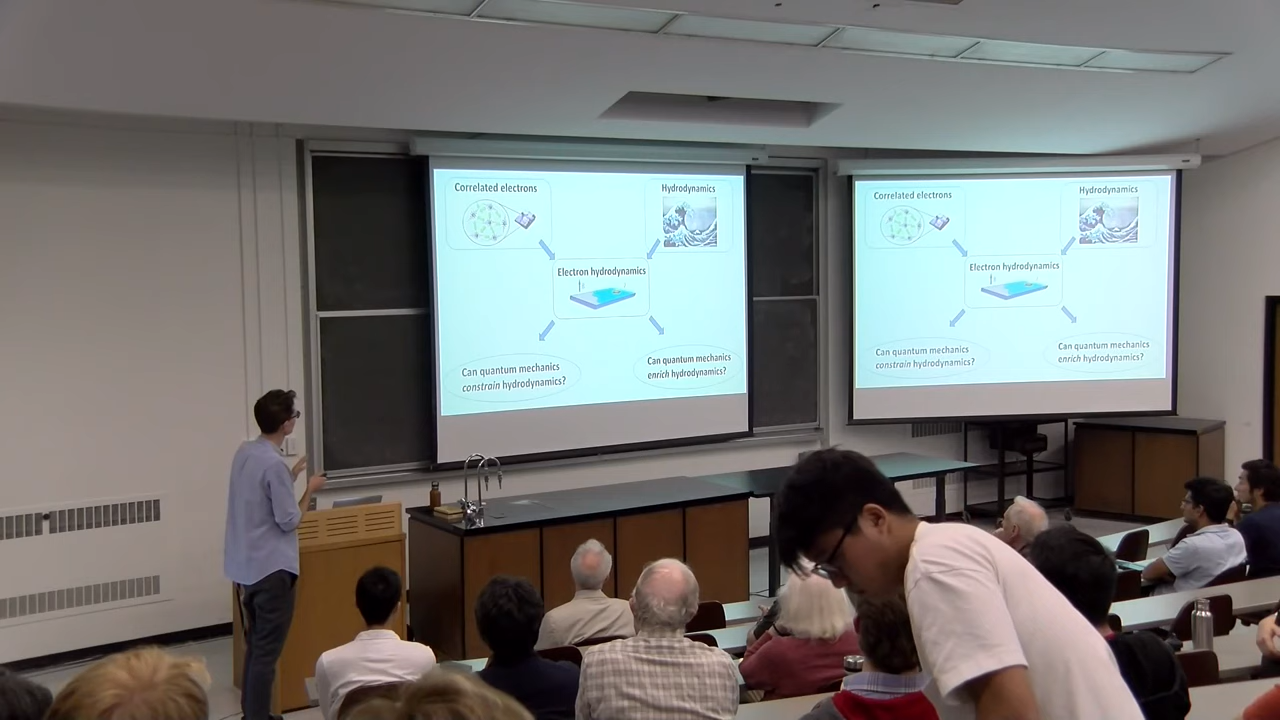 Correlated electrons
Hydrodynamics
Electron hydrodynamics
Can quantum mechanics
constrain hydrodynamics?
Can quantum mechanics
enrich hydrodynamics?
Correlated electrons
Hydrodynamics
Electron hydrodynamics
Can quantum mechanics
constrain hydrodynamics?
Can quantum mechanics
enrich hydrodynamics?